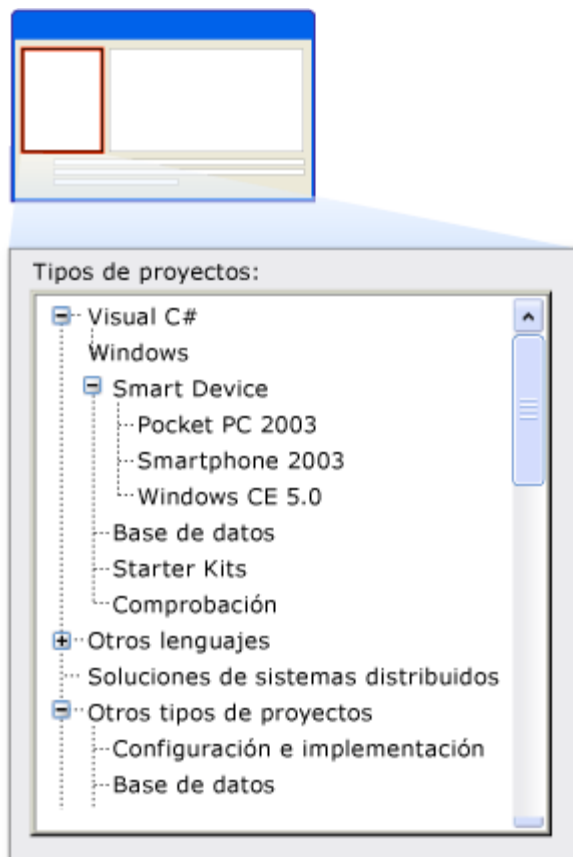 Tipos de proyectos:
Visual C#
Windows
Smart Device
Pocket PC 2003
Smartphone 2003
Windows CE 5.0
Base de datos
Starter Kits
Comprobación
Otros lenguajes
Soluciones de sistemas distribuidos
Otros tipos de proyectos
Configuración e implementación
Base de datos